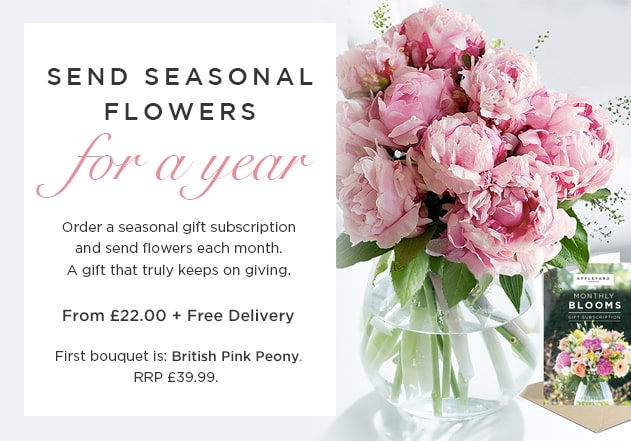 SEND SEASONAL
FLOWERS
for a year
Order a seasonal gift subscription
and send flowers each month.
A gift that truly keeps on giving.
From £22.00 + Free Delivery
First bouquet is: British Pink Peony.
RRP £39.99.
APPLEYARD
MONTHLY
BLOOMS
GIFT SUBSCRIPTION